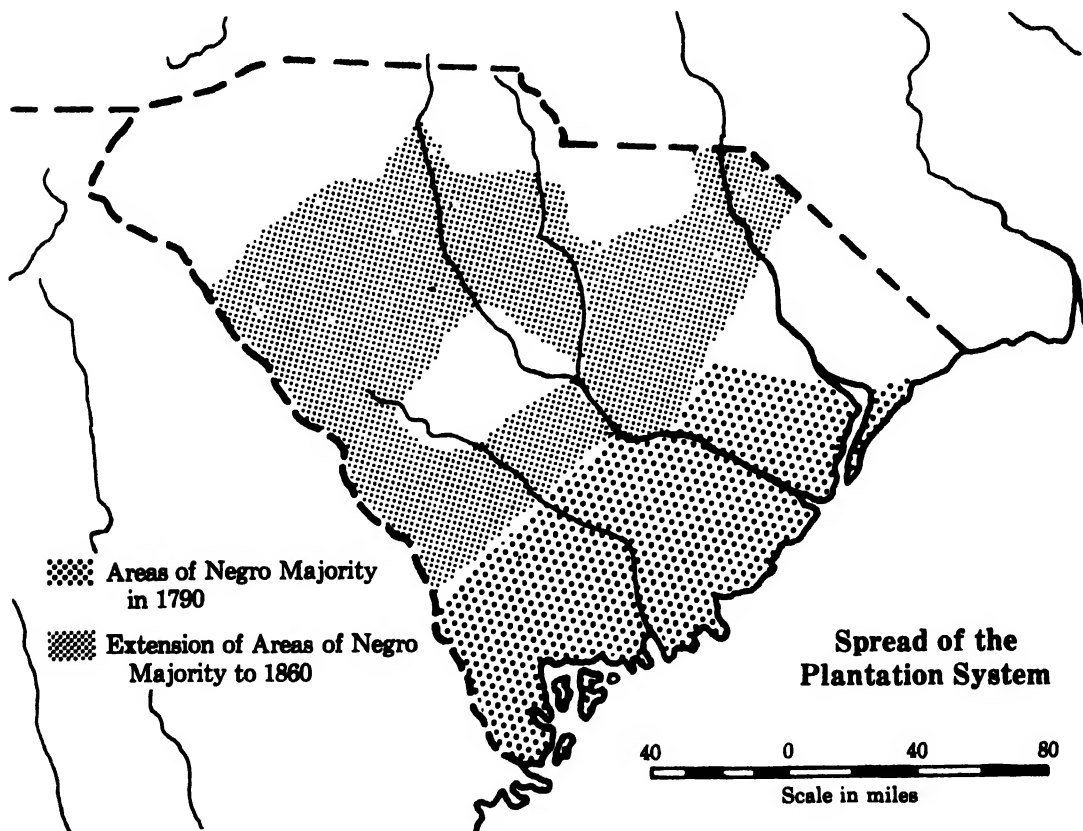 Areas of Negro Majority
in 1790
Extension of Areas of Negro
Majority to 1860
Spread of the
Plantation System
40 0 40 80
Scale in miles